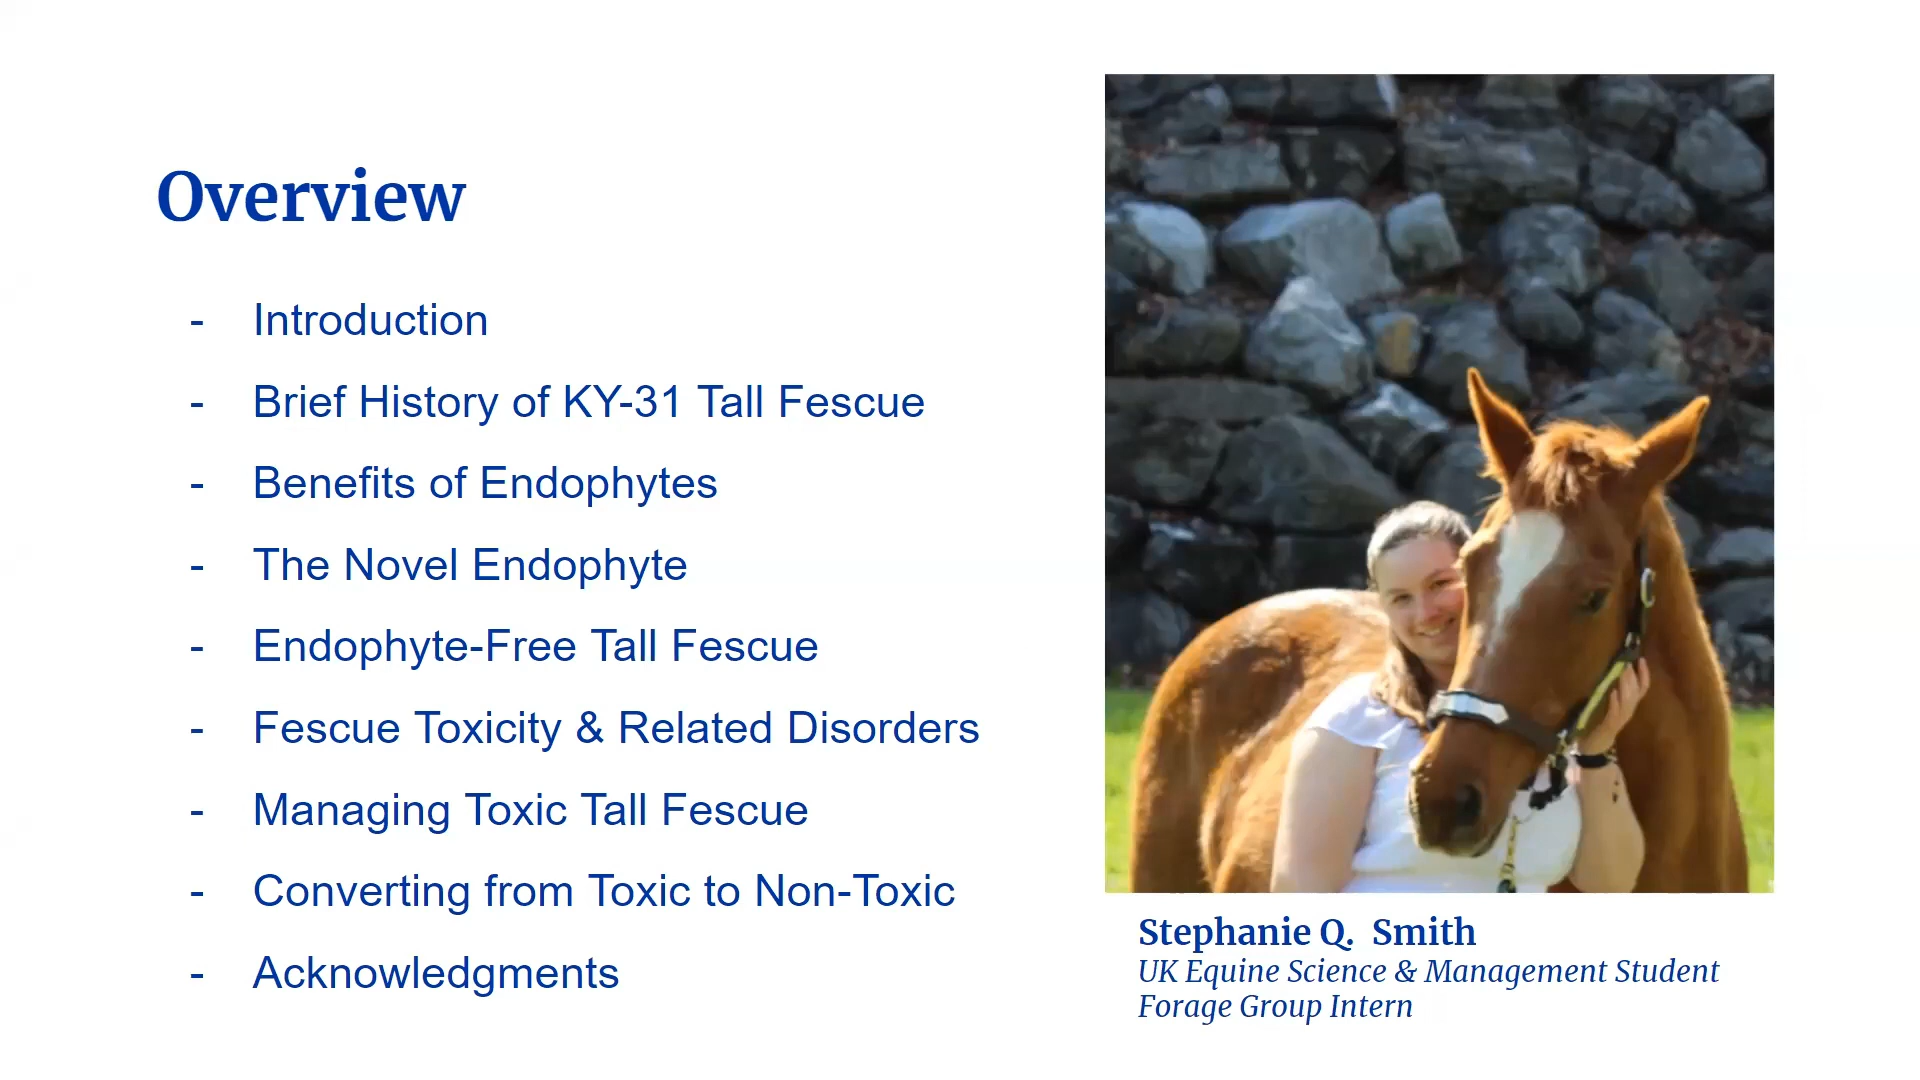 Overview
- Introduction
- Brief History of KY-31 Tall Fescue
- Benefits of Endophytes
- The Novel Endophyte
- Endophyte-Free Tall Fescue
- Fescue Toxicity & Related Disorders
- Managing Toxic Tall Fescue
- Converting from Toxic to Non-Toxic
- Acknowledgments
Stephanie Q. Smith
UK Equine Science & Management Student
Forage Group Intern